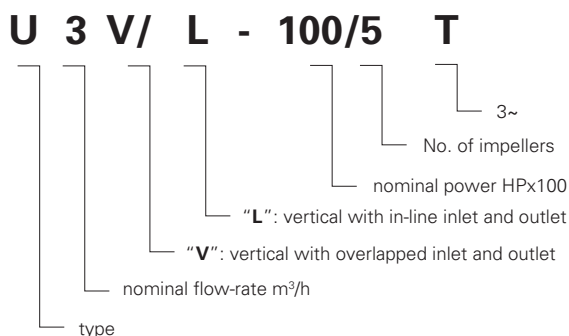 U 3 V/ L - 100/5 T
3~
No. of impellers
nominal power HPx100
“L”: vertical with in-line inlet and outlet
“V”: vertical with overlapped inlet and outlet
nominal flow-rate m³/h
type